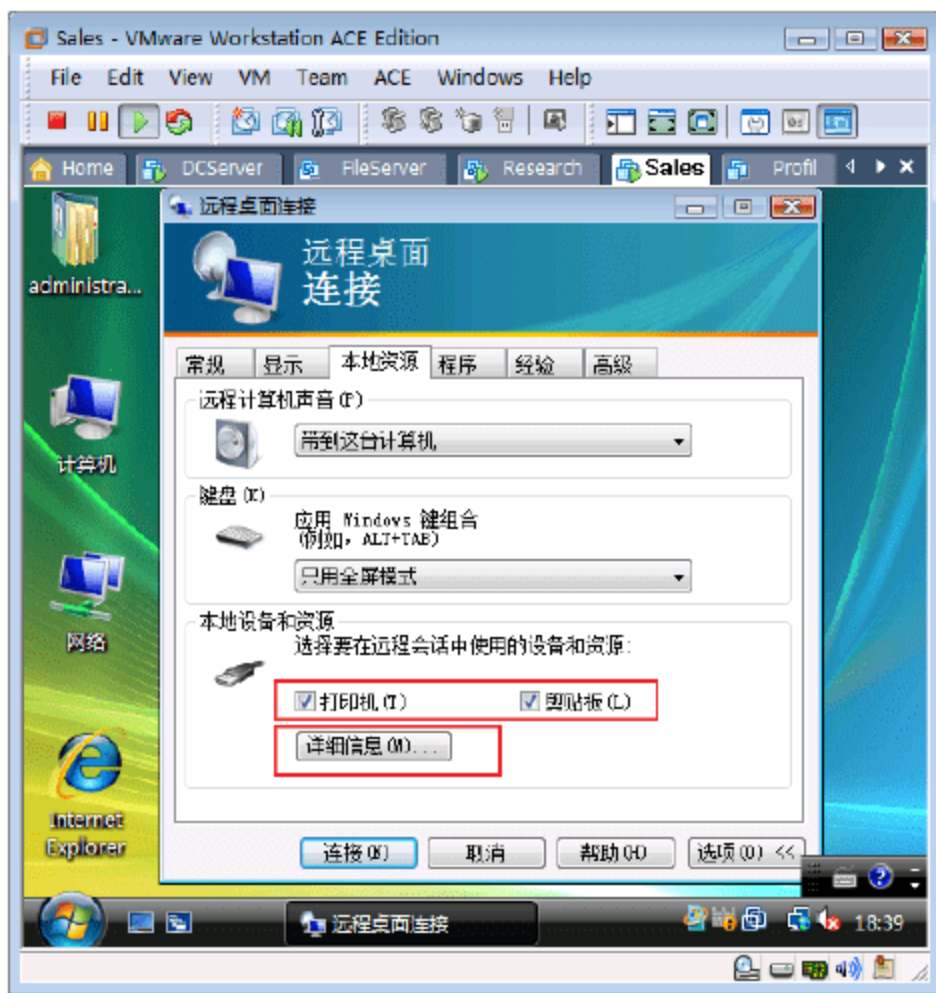 Sales - VMware Workstation ACE Edition
File Edit View VM Team ACE Windows Help
Home DCServer FileServer Research Sales Profil
administra...
计算机
网络
Internet
Explorer
远程桌面连接
远程桌面
连接
常规 显示 本地资源 程序 经验 高级
远程计算机声音(P)
带到这台计算机
键盘(K)
应用 Windows 键组合
(例如，ALT+TAB)
只用全屏模式
本地设备和资源
选择要在远程会话中使用的设备和资源:
打印机(T) 剪贴板(L)
详细信息(M)...
连接(N) 取消 帮助(H) 选项(O) <<
远程桌面连接 18:39